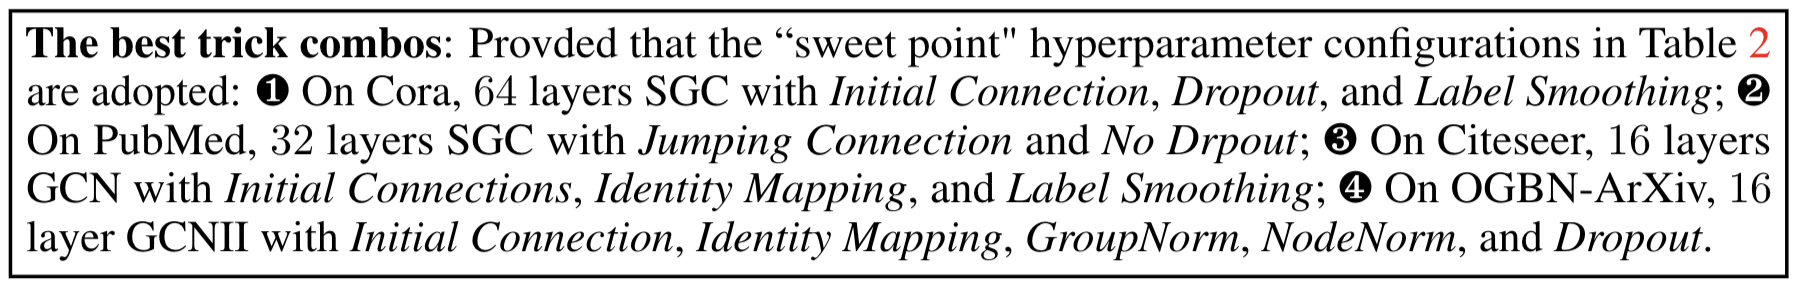 The best trick combos: Provded that the “sweet point" hyperparameter configurations in Table 2
are adopted: ❶ On Cora, 64 layers SGC with Initial Connection, Dropout, and Label Smoothing; ❷
On PubMed, 32 layers SGC with Jumping Connection and No Drpout; ❸ On Citeseer, 16 layers
GCN with Initial Connections, Identity Mapping, and Label Smoothing; ❹ On OGBN-ArXiv, 16
layer GCNII with Initial Connection, Identity Mapping, GroupNorm, NodeNorm, and Dropout.